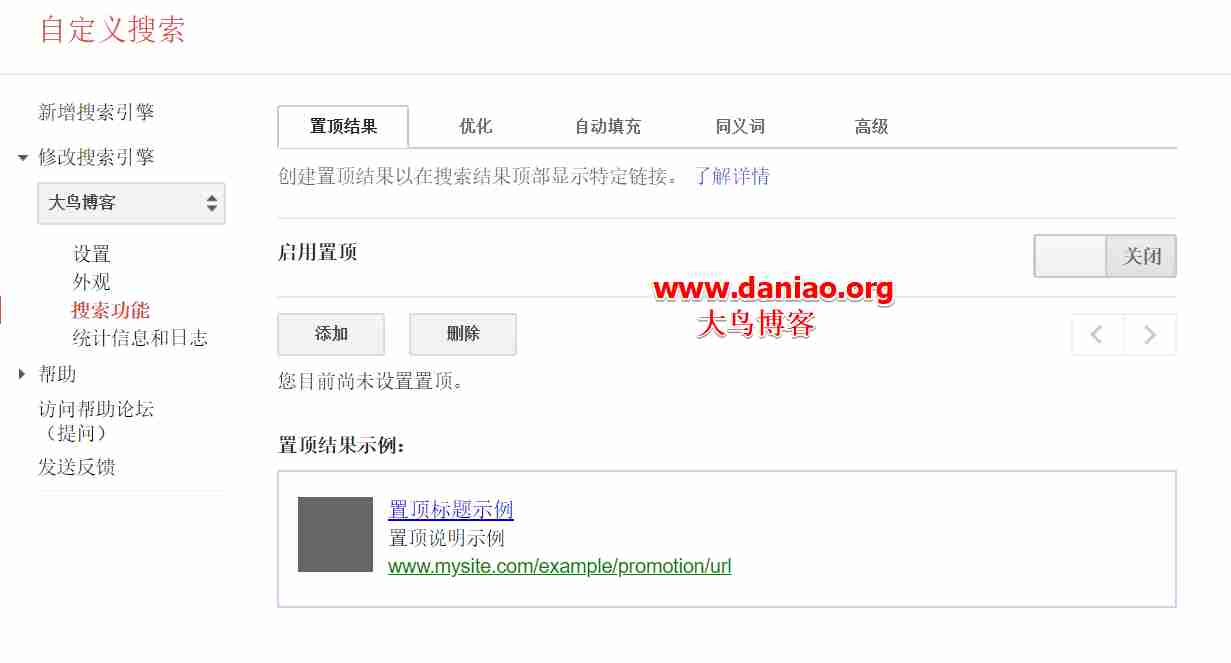 自定义搜索
新增搜索引擎
修改搜索引擎
大鸟博客
设置
外观
搜索功能
统计信息和日志
帮助
访问帮助论坛
（提问）
发送反馈
置顶结果 优化 自动填充 同义词 高级
创建置顶结果以在搜索结果顶部显示特定链接。 了解详情
启用置顶 关闭
www.daniao.org
大鸟博客
添加 删除
您目前尚未设置置顶。
置顶结果示例：
置顶标题示例
置顶说明示例
www.mysite.com/example/promotion/url